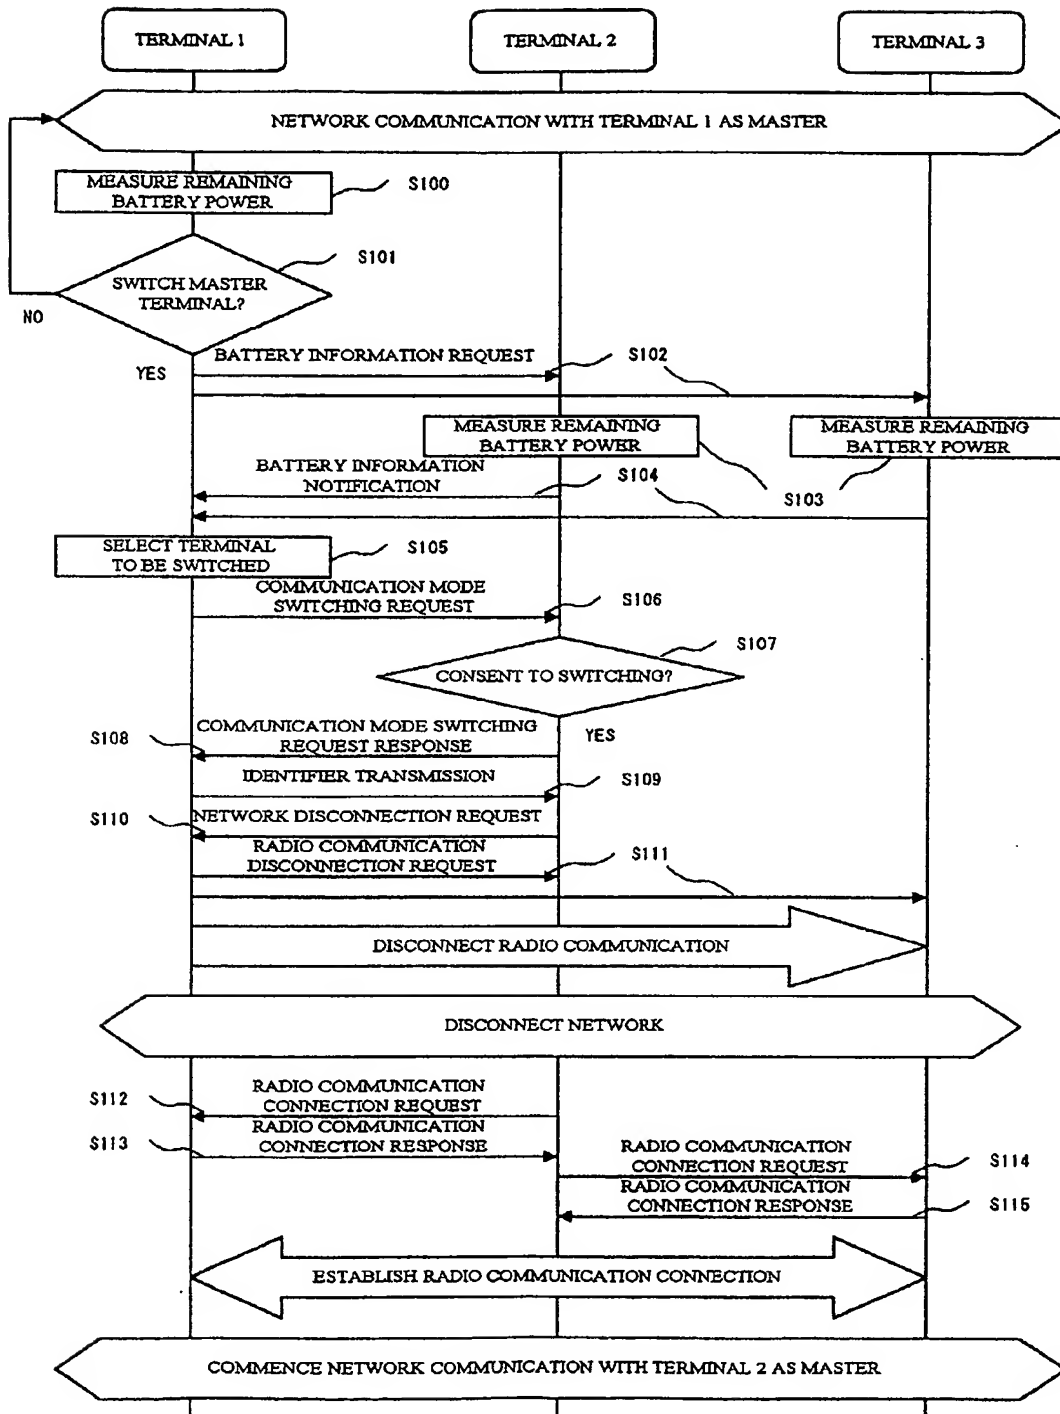 TERMINAL 1
TERMINAL 2
TERMINAL 3
NETWORK COMMUNICATION WITH TERMINAL 1 AS MASTER
MEASURE REMAINING
BATTERY POWER
S100
SWITCH MASTER
TERMINAL?
S101
NO
YES
BATTERY INFORMATION REQUEST
S102
MEASURE REMAINING
BATTERY POWER
MEASURE REMAINING
BATTERY POWER
S103
BATTERY INFORMATION
NOTIFICATION
S104
SELECT TERMINAL
TO BE SWITCHED
S105
COMMUNICATION MODE
SWITCHING REQUEST
S106
CONSENT TO SWITCHING?
S107
YES
S108
COMMUNICATION MODE SWITCHING
REQUEST RESPONSE
IDENTIFIER TRANSMISSION
S109
S110
NETWORK DISCONNECTION REQUEST
RADIO COMMUNICATION
DISCONNECTION REQUEST
S111
DISCONNECT RADIO COMMUNICATION
DISCONNECT NETWORK
S112
RADIO COMMUNICATION
CONNECTION REQUEST
S113
RADIO COMMUNICATION
CONNECTION RESPONSE
RADIO COMMUNICATION
CONNECTION REQUEST
S114
RADIO COMMUNICATION
CONNECTION RESPONSE
S115
ESTABLISH RADIO COMMUNICATION CONNECTION
COMMENCE NETWORK COMMUNICATION WITH TERMINAL 2 AS MASTER